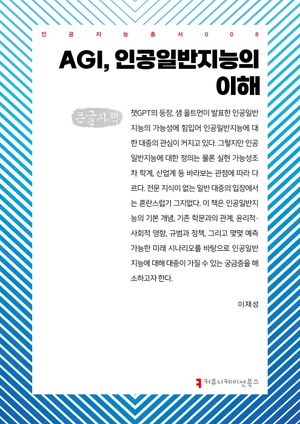 인공지능총서008
AGI, 인공일반지능의
이해
큰글자책
챗GPT의 등장, 샘 올트먼이 발표한 인공일반
지능의 가능성에 힘입어 인공일반지능에 대
한 대중의 관심이 커지고 있다. 그렇지만 인공
일반지능에 대한 정의는 물론 실현 가능성조
차 학계, 산업계 등 바라보는 관점에 따라 다
르다. 전문 지식이 없는 일반 대중의 입장에서
는 혼란스럽기 그지없다. 이 책은 인공일반지
능의 기본 개념, 기존 학문과의 관계, 윤리적·
사회적 영향, 규범과 정책, 그리고 몇몇 예측
가능한 미래 시나리오를 바탕으로 인공일반
지능에 대해 대중이 가질 수 있는 궁금증을 해
소하고자 한다.
이재성
커뮤니케이션북스